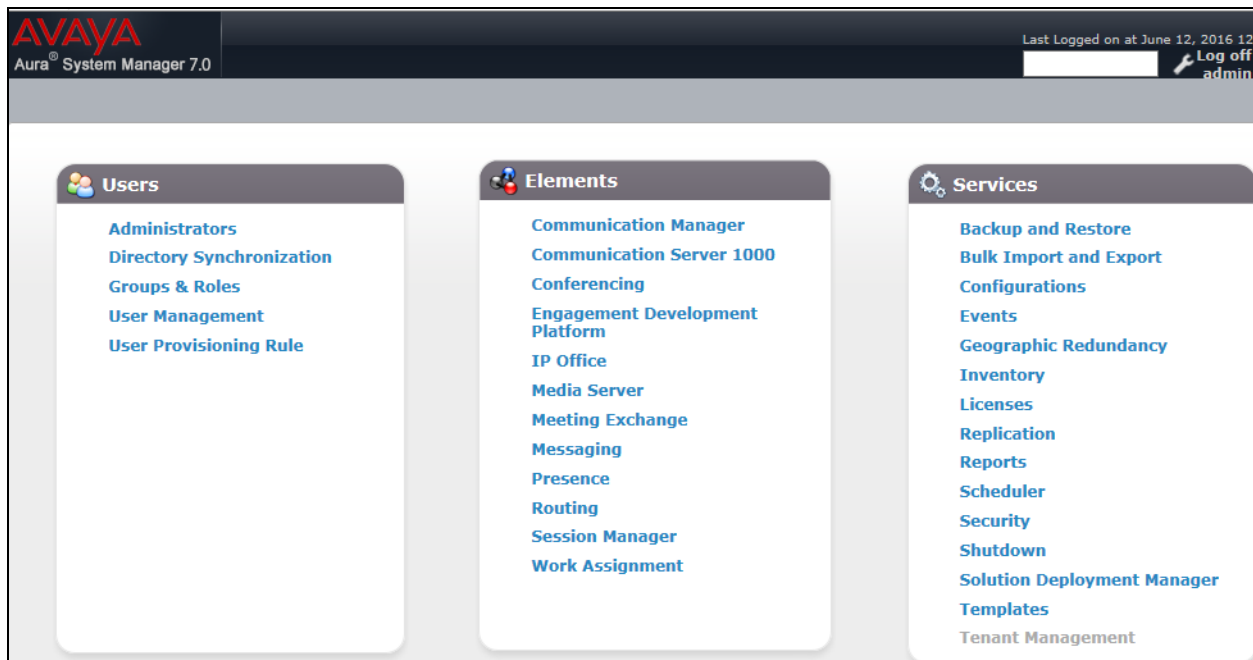 AVAYA
Aura® System Manager 7.0
Last Logged on at June 12, 2016 12
Log off
admin
Users
Administrators
Directory Synchronization
Groups & Roles
User Management
User Provisioning Rule
Elements
Communication Manager
Communication Server 1000
Conferencing
Engagement Development
Platform
IP Office
Media Server
Meeting Exchange
Messaging
Presence
Routing
Session Manager
Work Assignment
Services
Backup and Restore
Bulk Import and Export
Configurations
Events
Geographic Redundancy
Inventory
Licenses
Replication
Reports
Scheduler
Security
Shutdown
Solution Deployment Manager
Templates
Tenant Management